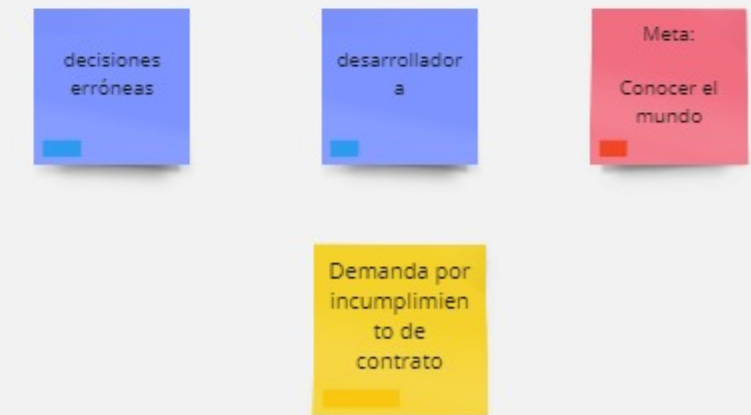 decisiones
erróneas
desarrollador
a
Meta:
Conocer el
mundo
Demanda por
incumplimien
to de
contrato